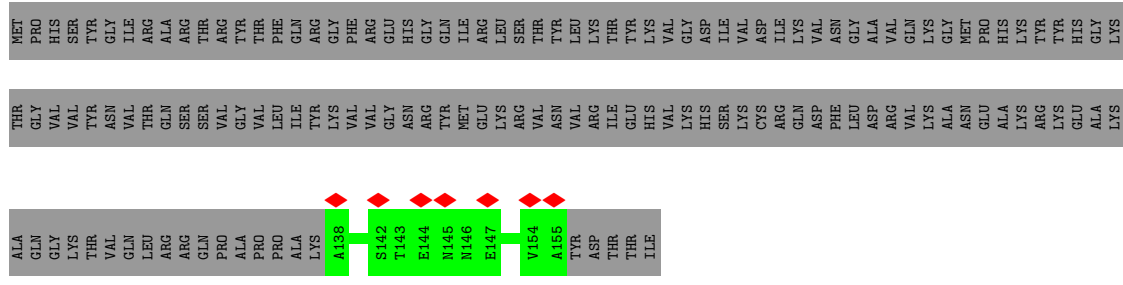 MET PRO HIS SER TYR GLY ILE ARG ALA ARG THR ARG TYR THR PHE GLN ARG GLY PHE ARG GLU HIS GLY GLN ILE ARG LEU SER THR TYR LEU LYS THR TYR LYS VAL GLY ASP ILE VAL ASP ILE LYS VAL ASN GLY ALA VAL GLN LYS GLY MET PRO HIS LYS TYR TYR HIS GLY LYS
THR GLY VAL VAL TYR ASN VAL THR GLN SER SER VAL GLY VAL LEU ILE TYR LYS VAL VAL GLY ASN ARG TYR MET GLU LYS ARG VAL ASN VAL ARG ILE GLU HIS VAL LYS HIS SER LYS CYS ARG GLN ASP PHE LEU ASP ARG VAL LYS ALA ASN GLU ALA LYS ARG LYS GLU ALA LYS
ALA GLN GLY LYS THR VAL GLN LEU ARG ARG GLN PRO ALA PRO PRO ALA LYS A138 S142 T143 E144 N145 N146 E147 V154 A155 TYR ASP THR THR ILE